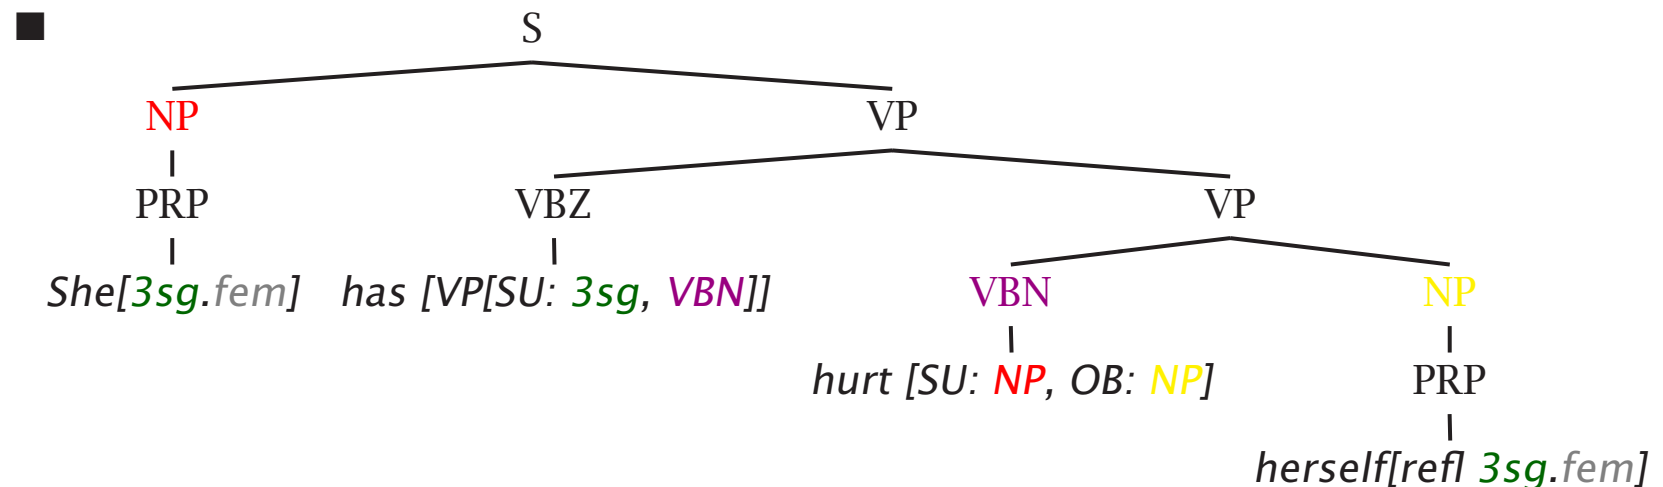 ■ S
NP VP
PRP VBZ VP
She[3sg.fem] has [VP[SU: 3sg, VBN]] VBN NP
hurt [SU: NP, OB: NP] PRP
herself[refl 3sg.fem]